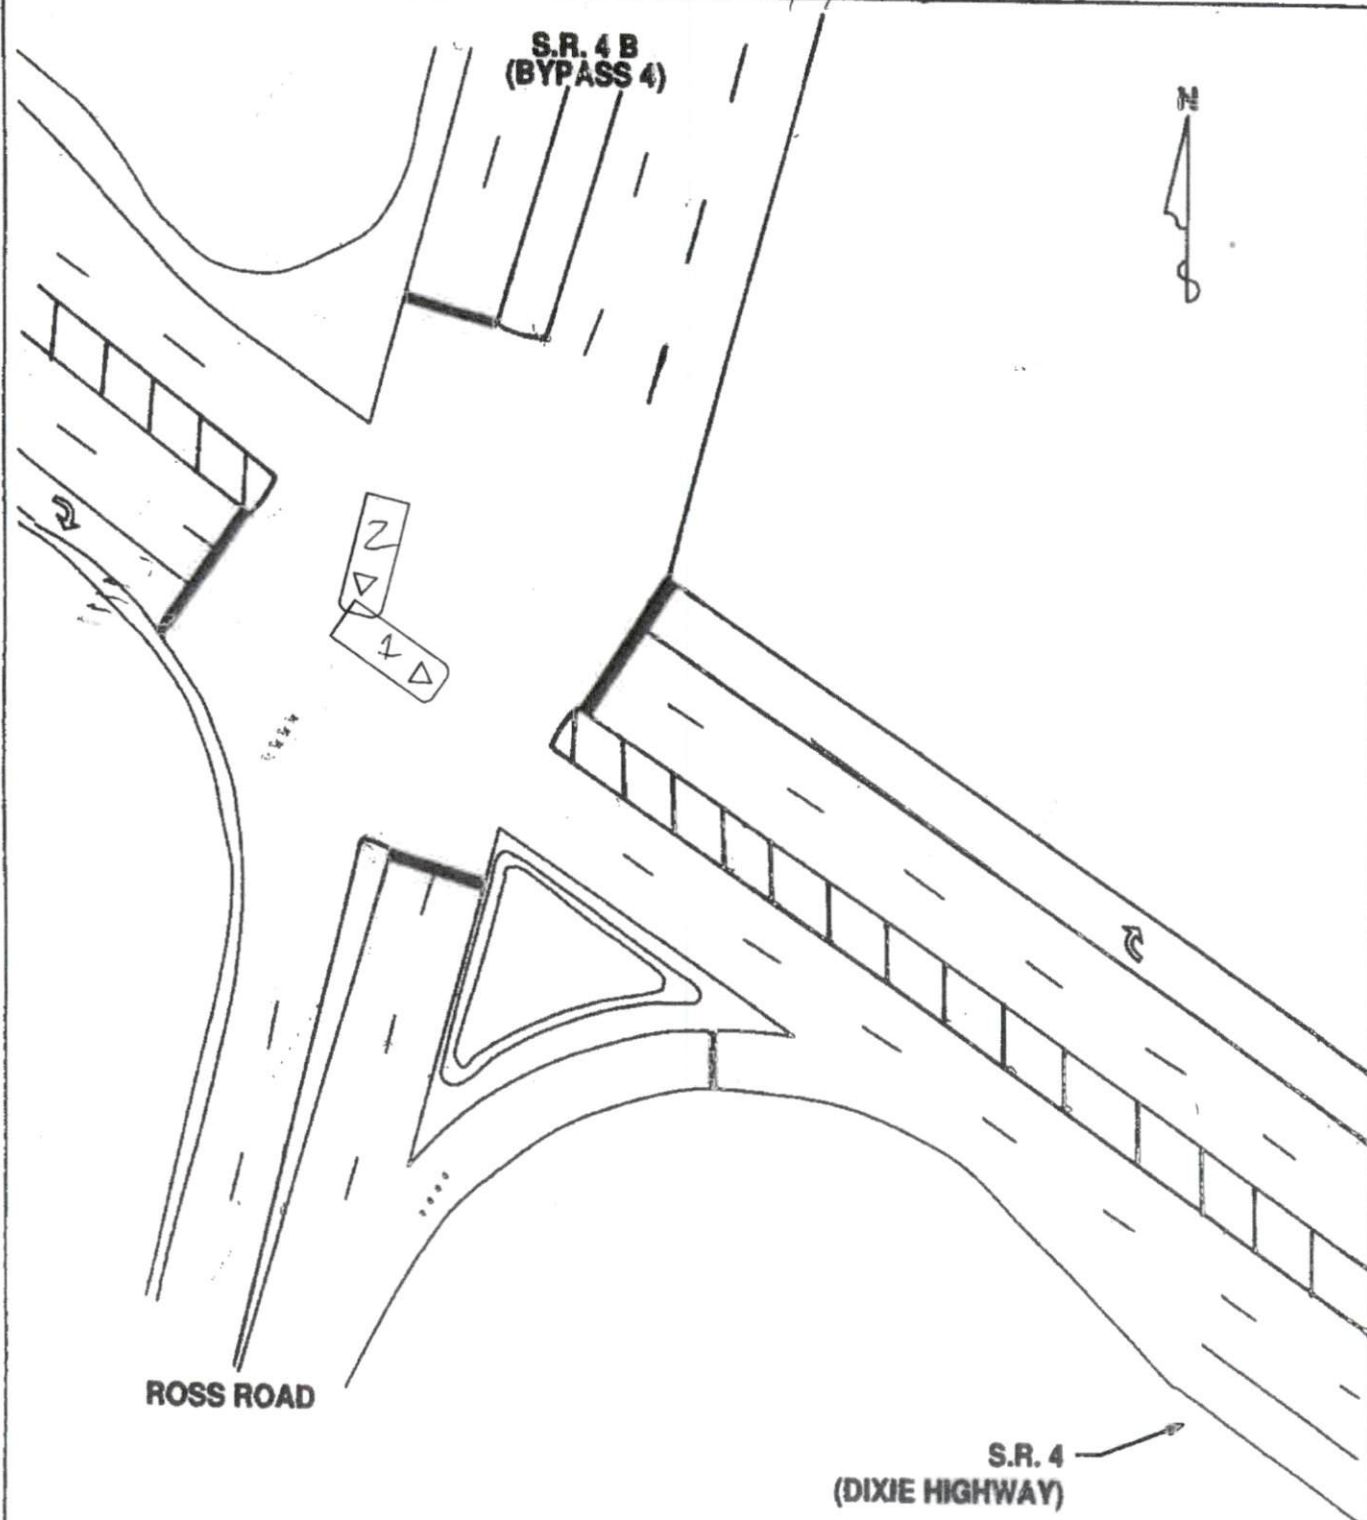 S.R. 4 B
(BYPASS 4)
N
2
1
ROSS ROAD
S.R. 4
(DIXIE HIGHWAY)